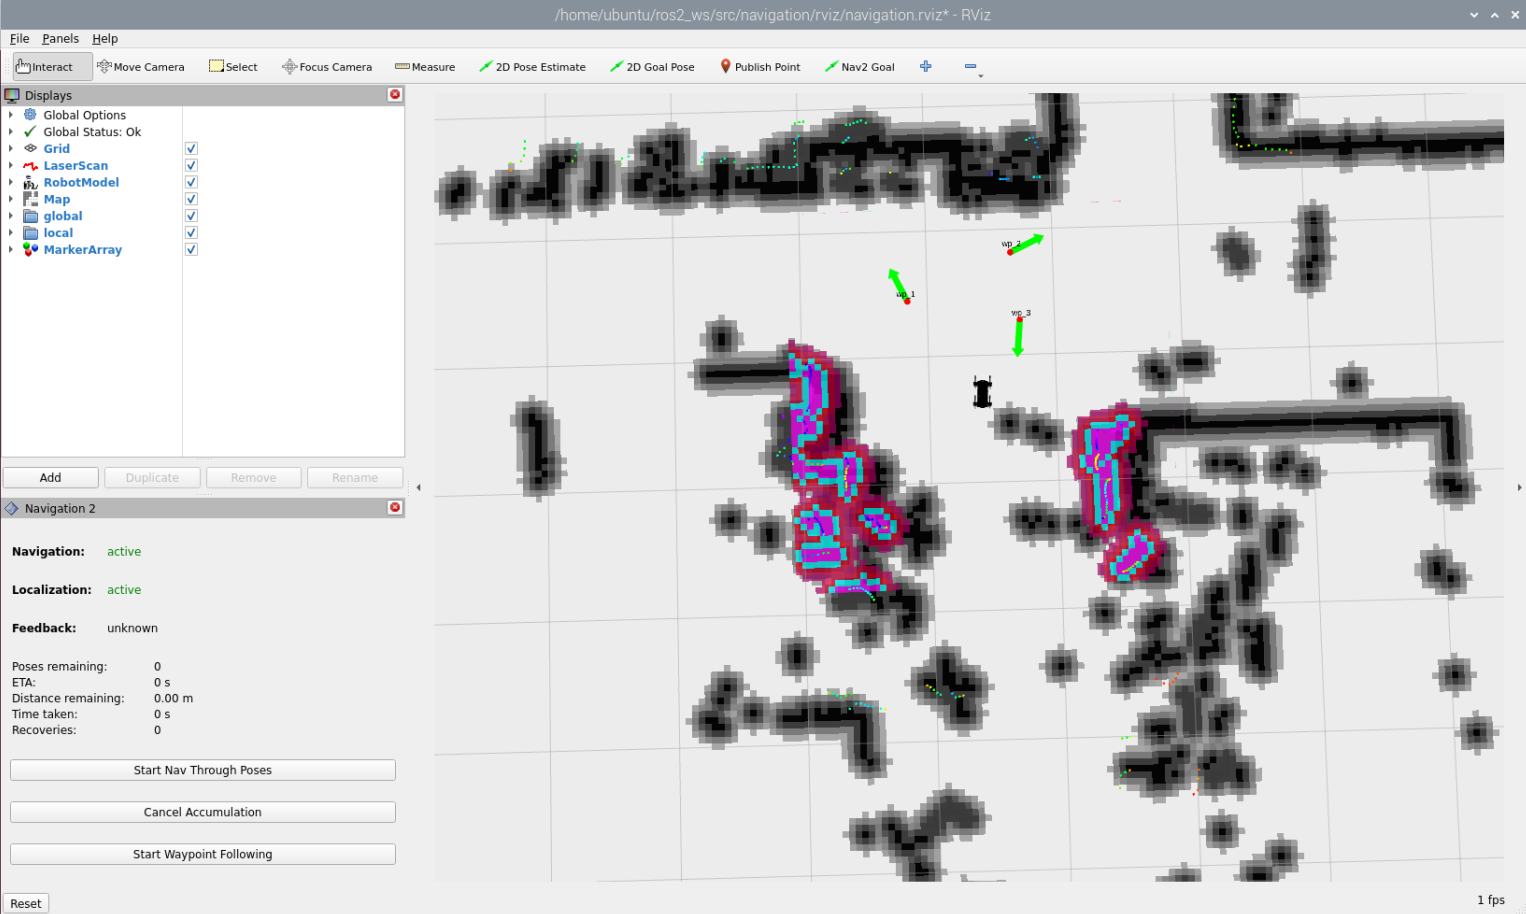 /home/ubuntu/ros2_ws/src/navigation/rviz/navigation.rviz* - RViz
File Panels Help
Interact Move Camera Select Focus Camera Measure 2D Pose Estimate 2D Goal Pose Publish Point Nav2 Goal
Displays
Global Options
Global Status: Ok
Grid
LaserScan
RobotModel
Map
global
local
MarkerArray
Add Duplicate Remove Rename
Navigation 2
Navigation: active
Localization: active
Feedback: unknown
Poses remaining: 0
ETA: 0 s
Distance remaining: 0.00 m
Time taken: 0 s
Recoveries: 0
Start Nav Through Poses
Cancel Accumulation
Start Waypoint Following
Reset
wp_2
wp_1
wp_3
1 fps